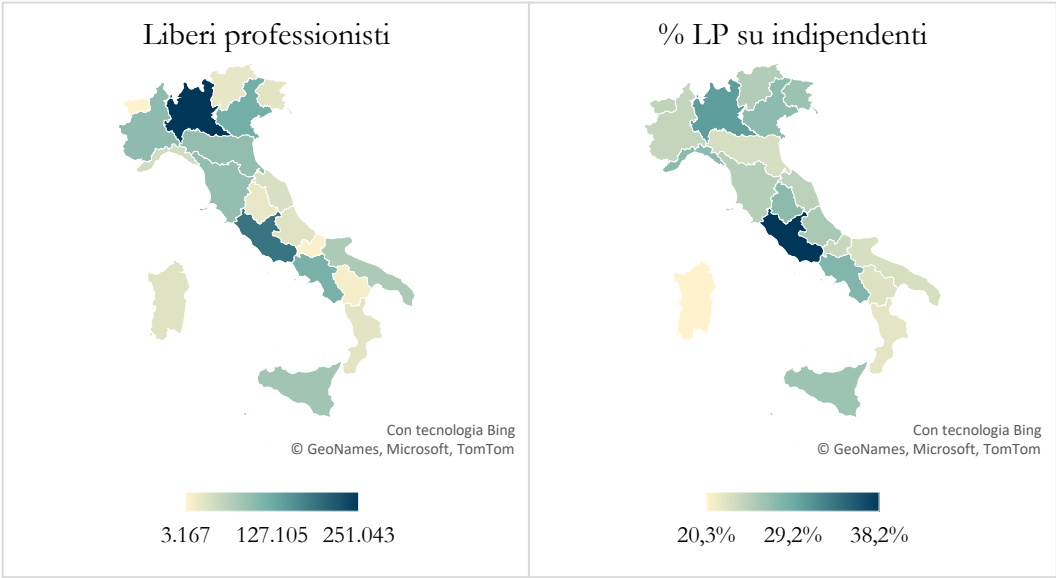 Liberi professionisti
Con tecnologia Bing
© GeoNames, Microsoft, TomTom
3.167 127.105 251.043
% LP su indipendenti
Con tecnologia Bing
© GeoNames, Microsoft, TomTom
20,3% 29,2% 38,2%